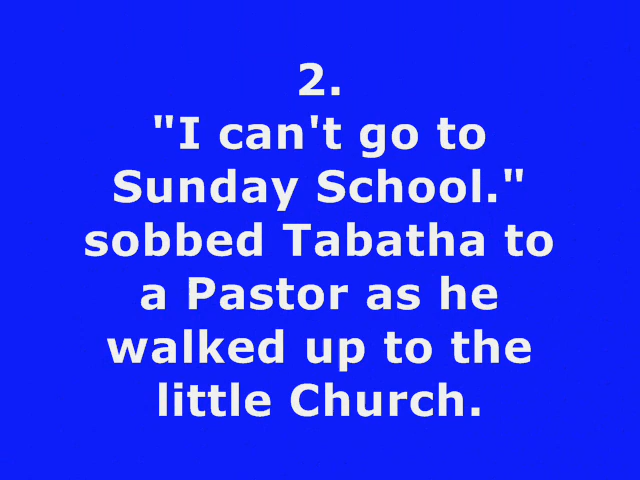 2.
"I can't go to
Sunday School."
sobbed Tabatha to
a Pastor as he
walked up to the
little Church.